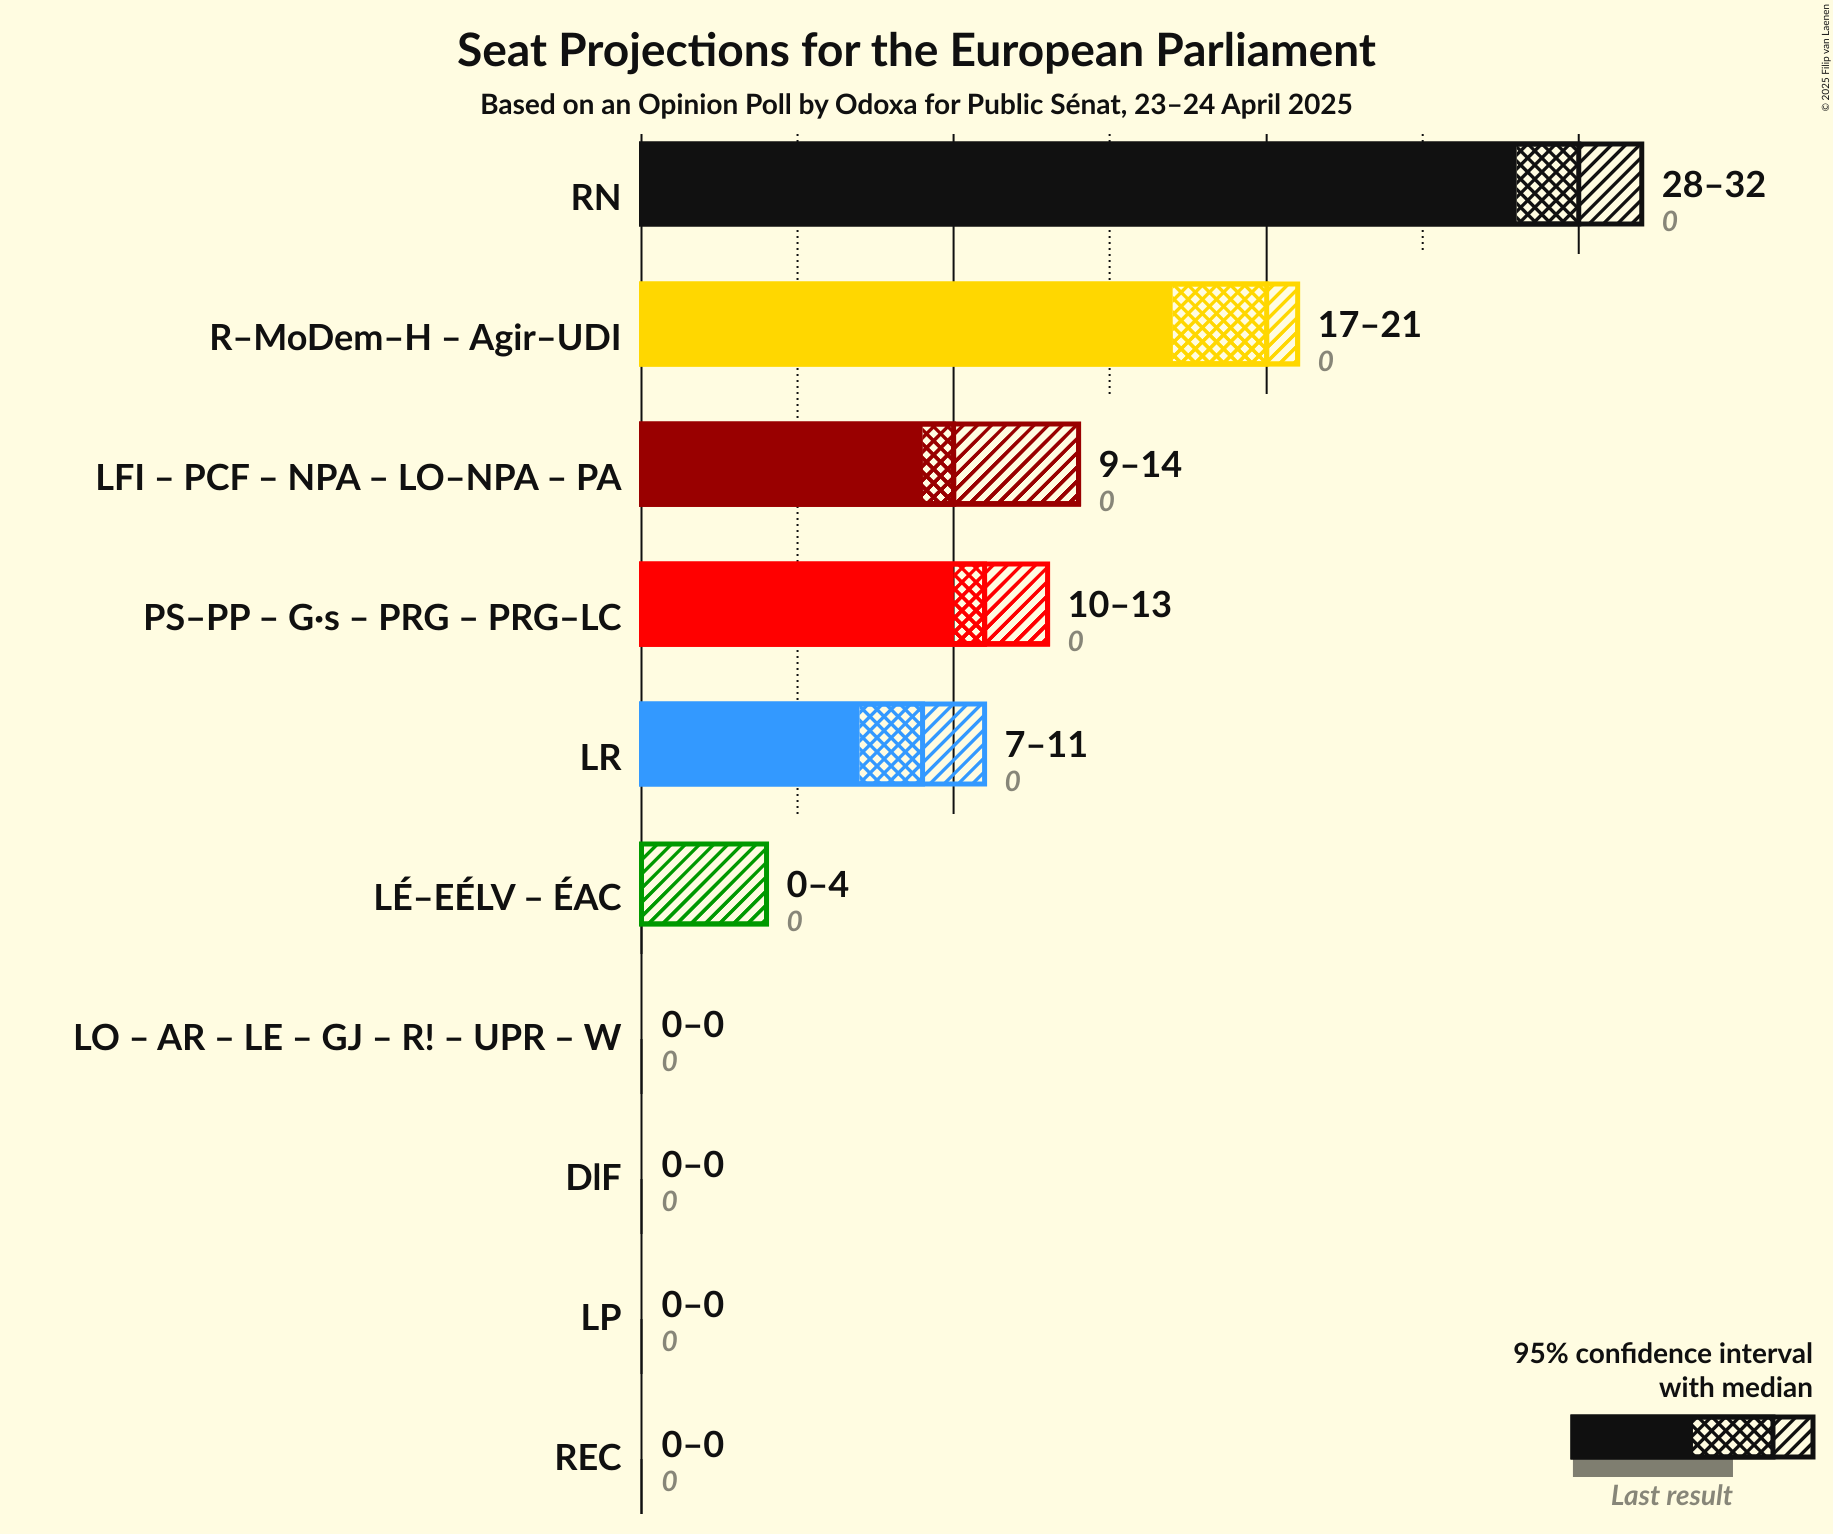 Seat Projections for the European Parliament
Based on an Opinion Poll by Odoxa for Public Sénat, 23–24 April 2025
© 2025 Filip van Laenen
RN
28–32
0
R–MoDem–H – Agir–UDI
17–21
0
LFI – PCF – NPA – LO–NPA – PA
9–14
0
PS–PP – G·s – PRG – PRG–LC
10–13
0
LR
7–11
0
LÉ–EÉLV – ÉAC
0–4
0
LO – AR – LE – GJ – R! – UPR – W
0–0
0
DIF
0–0
0
LP
0–0
0
REC
0–0
0
95% confidence interval
with median
Last result